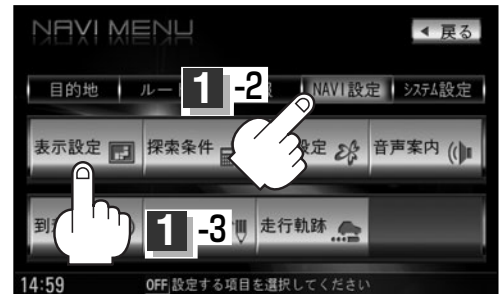 NAVI MENU
◀ 戻る
目的地 ルート 1 -2 NAVI設定 システム設定
表示設定 探索条件 設定 音声案内
到 1 -3 走行軌跡
14:59 OFF 設定する項目を選択してください